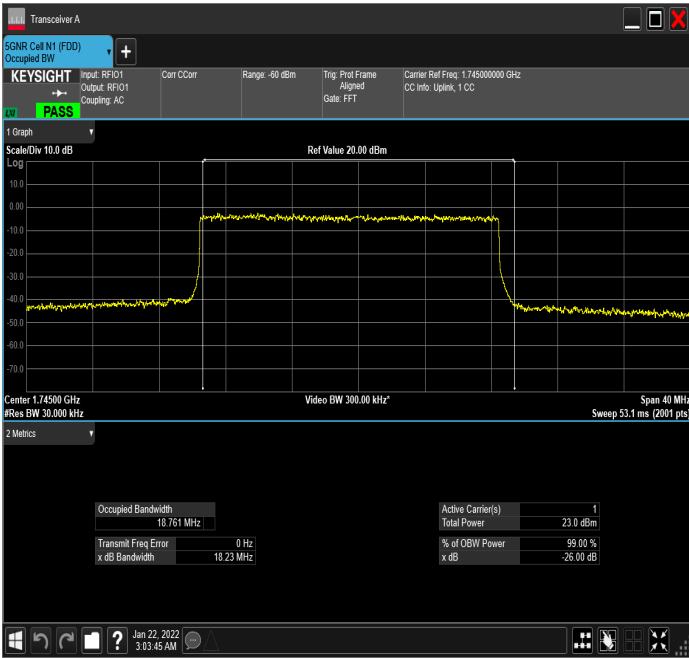 Transceiver A
5GNR Cell N1 (FDD)
Occupied BW
+
KEYSIGHT
PASS
Input: RFIO1
Output: RFIO1
Coupling: AC
Corr CCorr
Range: -60 dBm
Trig: Prot Frame
Aligned
Gate: FFT
Carrier Ref Freq: 1.745000000 GHz
CC Info: Uplink, 1 CC
1 Graph
Scale/Div 10.0 dB
Ref Value 20.00 dBm
Log
10.0
0.00
-10.0
-20.0
-30.0
-40.0
-50.0
-60.0
-70.0
Center 1.74500 GHz
Video BW 300.00 kHz*
Span 40 MHz
#Res BW 30.000 kHz
Sweep 53.1 ms (2001 pts)
2 Metrics
Occupied Bandwidth
18.761 MHz
Transmit Freq Error 0 Hz
x dB Bandwidth 18.23 MHz
Active Carrier(s) 1
Total Power 23.0 dBm
% of OBW Power 99.00 %
x dB -26.00 dB
?
Jan 22, 2022
3:03:45 AM